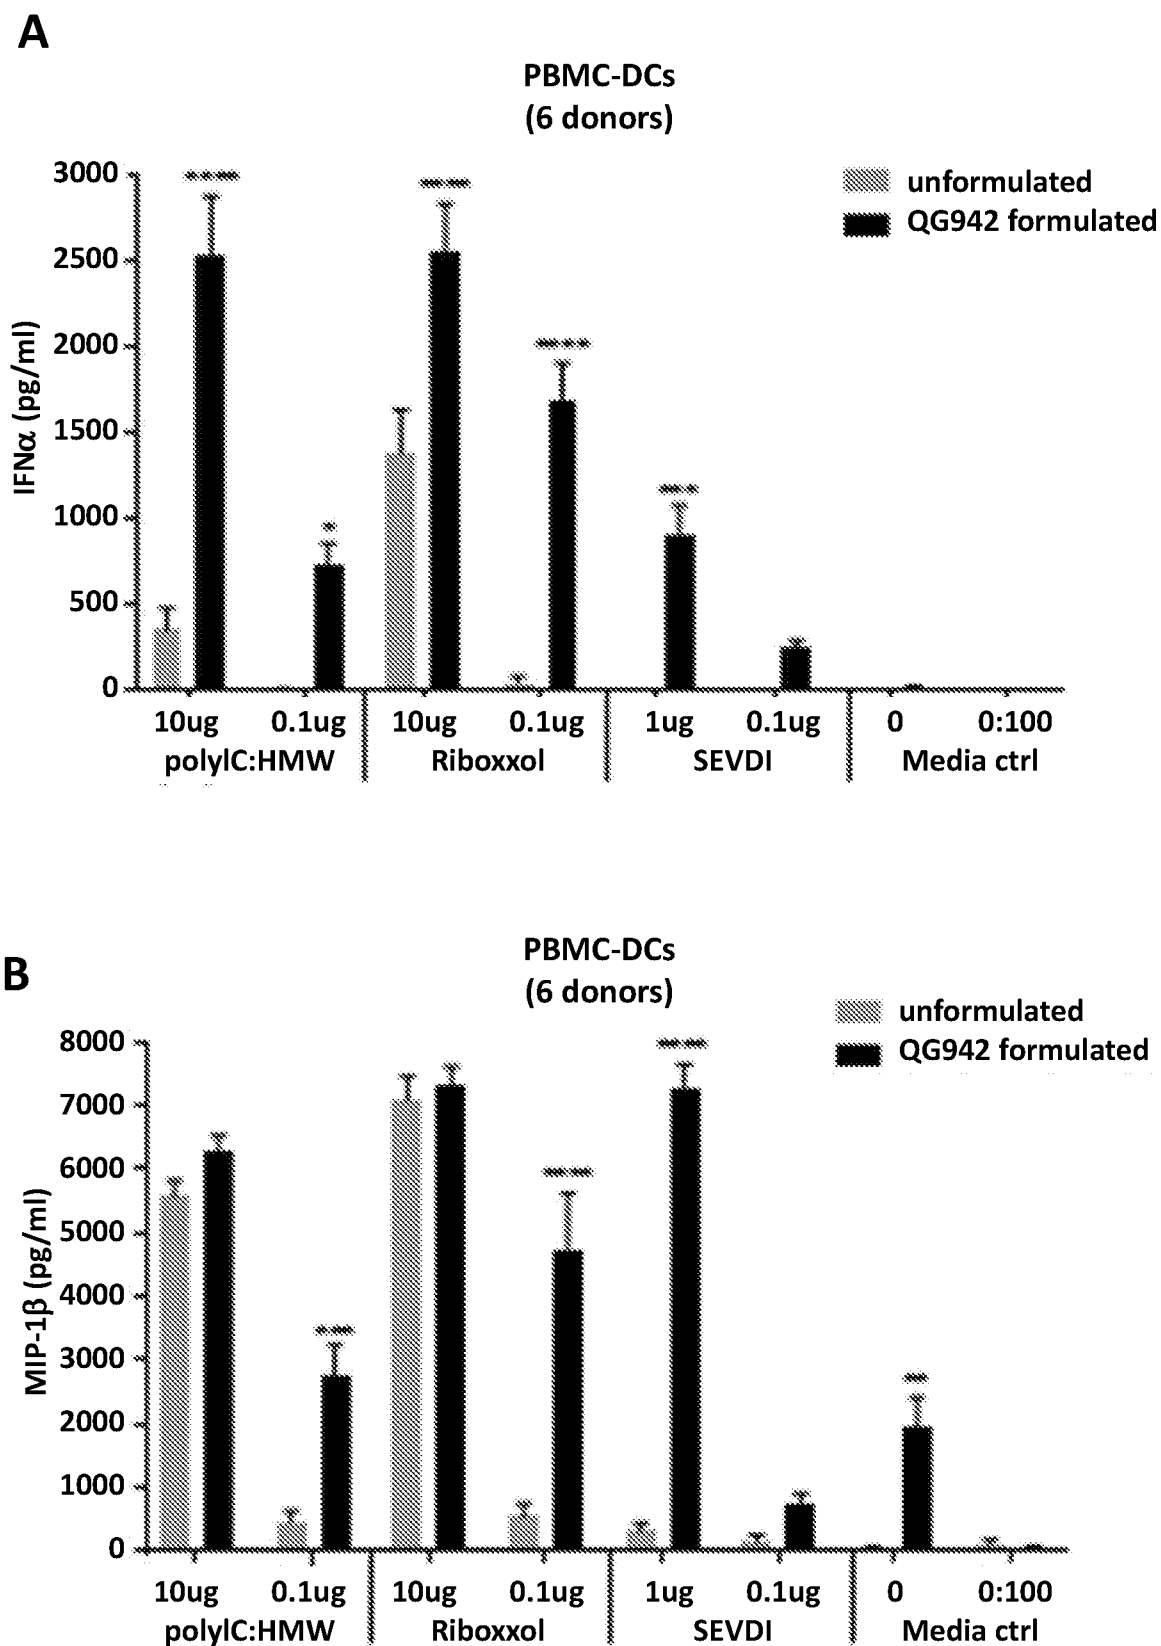 A
PBMC-DCs
(6 donors)
unformulated
QG942 formulated
IFNα (pg/ml)
3000
2500
2000
1500
1000
500
0
10ug 0.1ug 10ug 0.1ug 1ug 0.1ug 0 0:100
polyIC:HMW Riboxxol SEVDI Media ctrl
B
PBMC-DCs
(6 donors)
unformulated
QG942 formulated
MIP-1β (pg/ml)
8000
7000
6000
5000
4000
3000
2000
1000
0
10ug 0.1ug 10ug 0.1ug 1ug 0.1ug 0 0:100
polyIC:HMW Riboxxol SEVDI Media ctrl